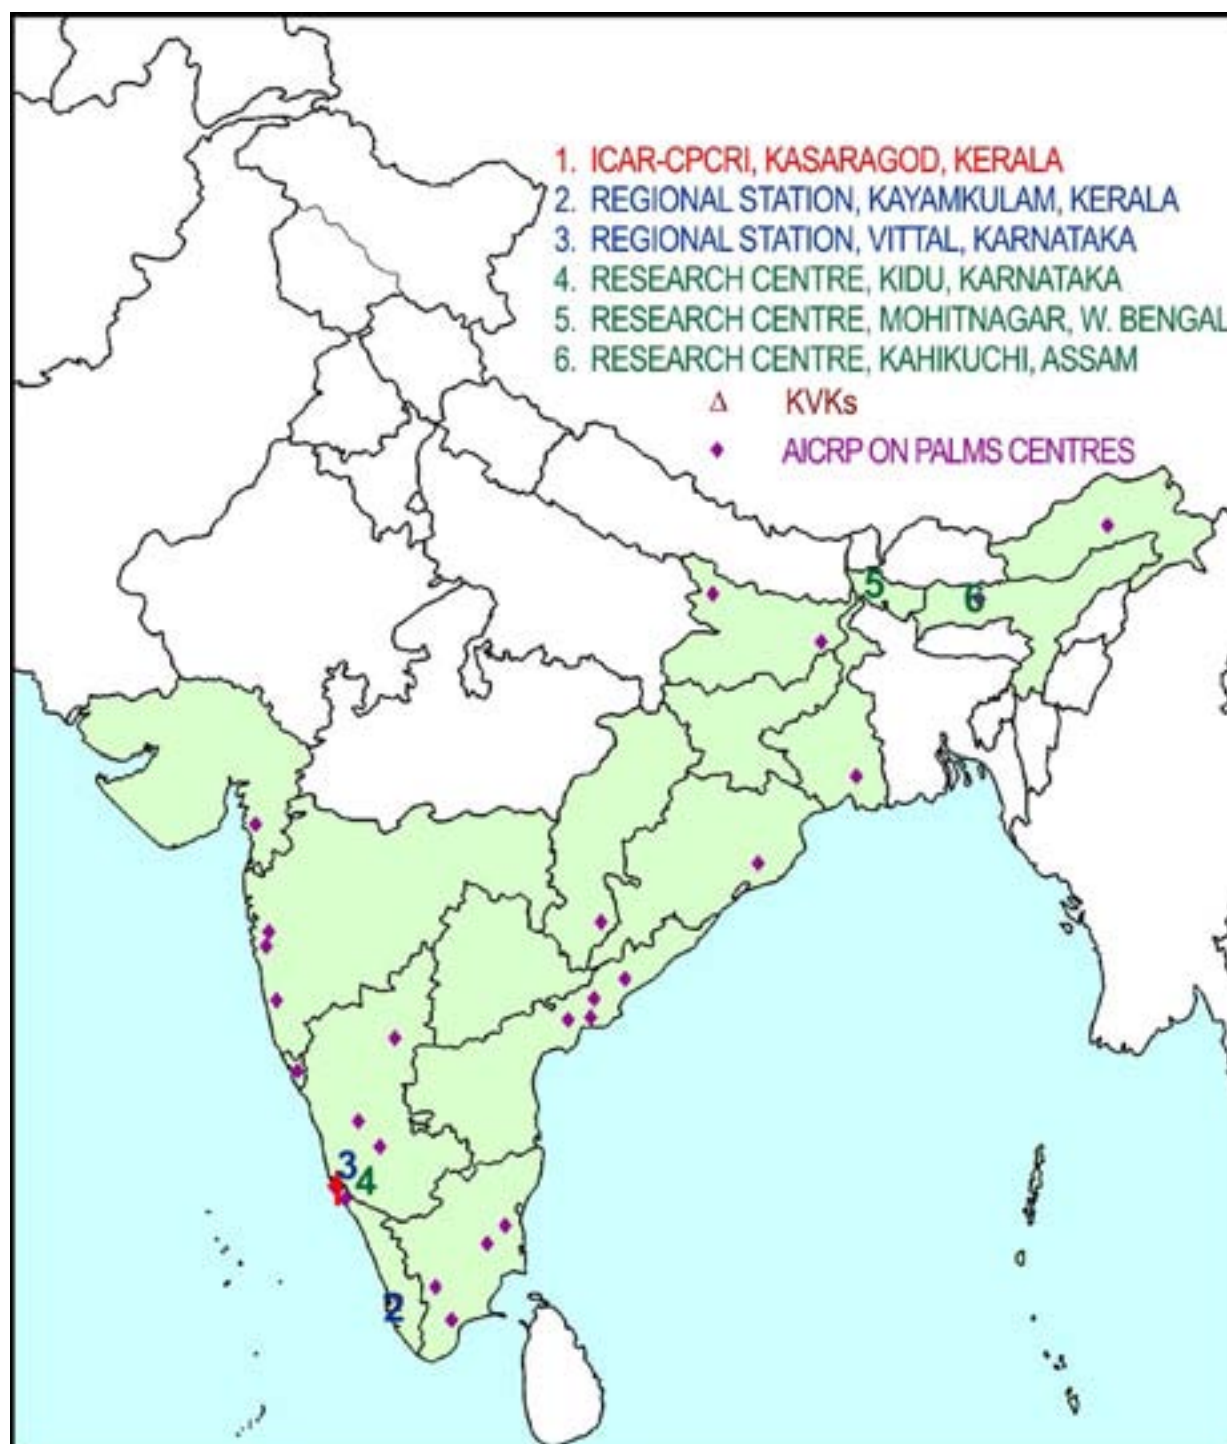 1. ICAR-CPCRI, KASARAGOD, KERALA
2. REGIONAL STATION, KAYAMKULAM, KERALA
3. REGIONAL STATION, VITTAL, KARNATAKA
4. RESEARCH CENTRE, KIDU, KARNATAKA
5. RESEARCH CENTRE, MOHITNAGAR, W. BENGAL
6. RESEARCH CENTRE, KAHIKUCHI, ASSAM
Δ KVKs
♦ AICRP ON PALMS CENTRES
5
6
3
4
1
2